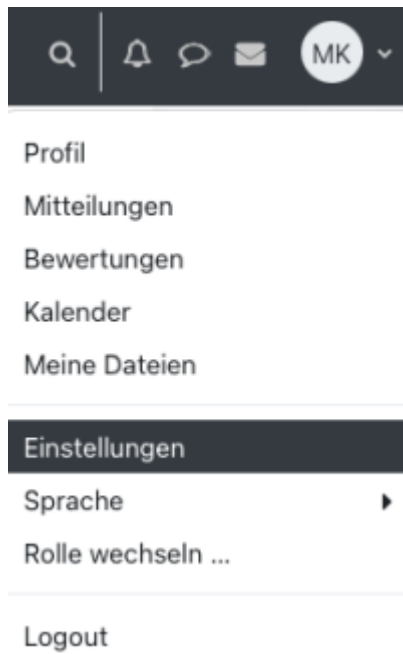 MK
Profil
Mitteilungen
Bewertungen
Kalender
Meine Dateien
Einstellungen
Sprache
Rolle wechseln ...
Logout